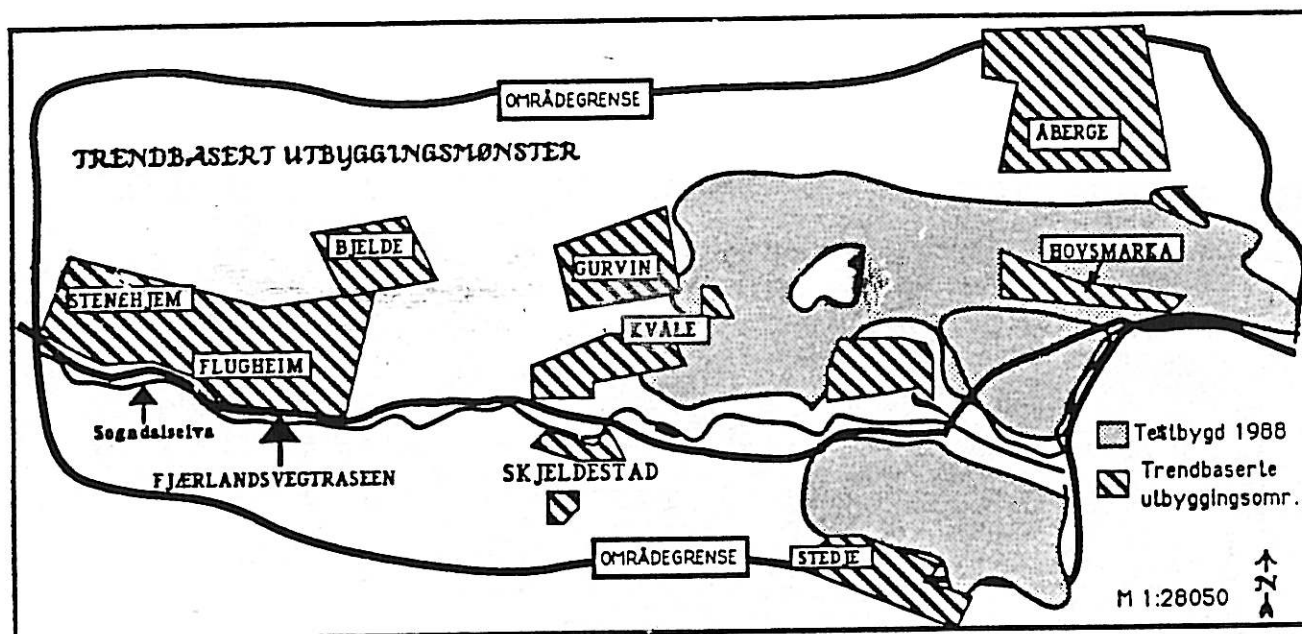 OMRÅDEGRENSE
TRENDBASERT UTBYGGINGSMØNSTER
ÅBERGE
BJELDE
GURVIN
HOVSMARKA
STENEHJEM
KVÅLE
FLUGHEIM
Sogndalselva
FJÆRLANDSVEGTRASEEN
SKJELDESTAD
Tettbygd 1988
Trendbaserte
utbyggingsomr.
OMRÅDEGRENSE
STEDJE
M 1:28050
N